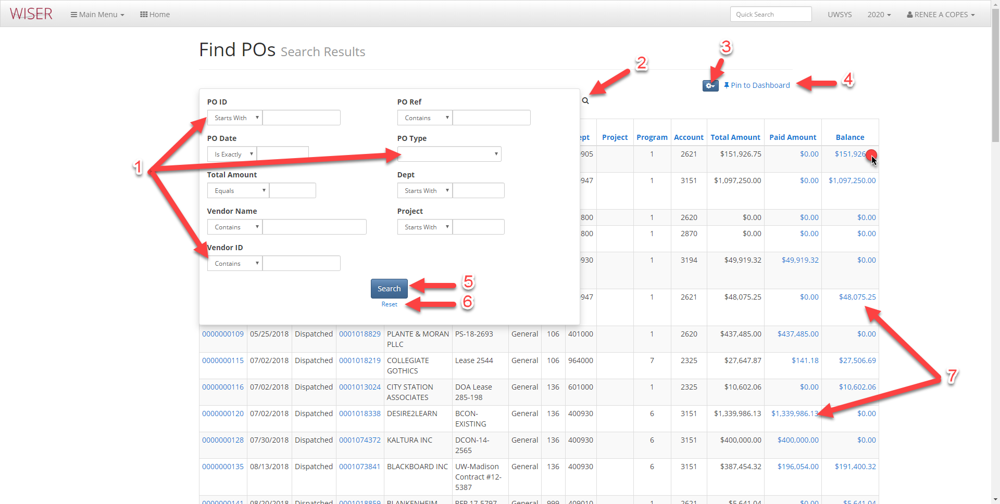 WISER Main Menu Home Quick Search UWSYS 2020 RENEE A COPES
Find POs Search Results
3
2
4
Pin to Dashboard
PO ID PO Ref
Starts With Contains
PO Date PO Type
Is Exactly
1
Total Amount Dept
Equals Starts With
Vendor Name Project
Contains Starts With
Vendor ID
Contains
Search 5
Reset 6
ept Project Program Account Total Amount Paid Amount Balance
905 1 2621 $151,926.75 $0.00 $151,926
947 1 3151 $1,097,250.00 $0.00 $1,097,250.00
800 1 2620 $0.00 $0.00 $0.00
800 1 2870 $0.00 $0.00 $0.00
930 1 3194 $49,919.32 $49,919.32 $0.00
947 1 2621 $48,075.25 $0.00 $48,075.25
7
0000000109 05/25/2018 Dispatched 0001018829 PLANTE & MORAN PS-18-2693 General 106 401000 1 2620 $437,485.00 $437,485.00 $0.00
PLLC
0000000115 07/02/2018 Dispatched 0001018219 COLLEGIATE Lease 2544 General 106 964000 7 2325 $27,647.87 $141.18 $27,506.69
GOTHICS
0000000116 07/02/2018 Dispatched 0001013024 CITY STATION DOA Lease General 136 601000 1 2325 $10,602.06 $0.00 $10,602.06
ASSOCIATES 285-198
0000000120 07/02/2018 Dispatched 0001018338 DESIRE2LEARN BCON- General 136 400930 6 3151 $1,339,986.13 $1,339,986.13 $0.00
EXISTING
0000000128 07/30/2018 Dispatched 0001074372 KALTURA INC DCON-14- General 136 400930 6 3151 $400,000.00 $400,000.00 $0.00
2565
0000000135 08/13/2018 Dispatched 0001073841 BLACKBOARD INC UW-Madison General 136 400930 6 3151 $387,454.32 $196,054.00 $191,400.32
Contract #12-
5387
0000000141 08/20/2018 Dispatched 0001018859 BLANKENHEIM RFP 17-5797 General 999 409010 1 2621 $5,641.04 $0.00 $5,641.04